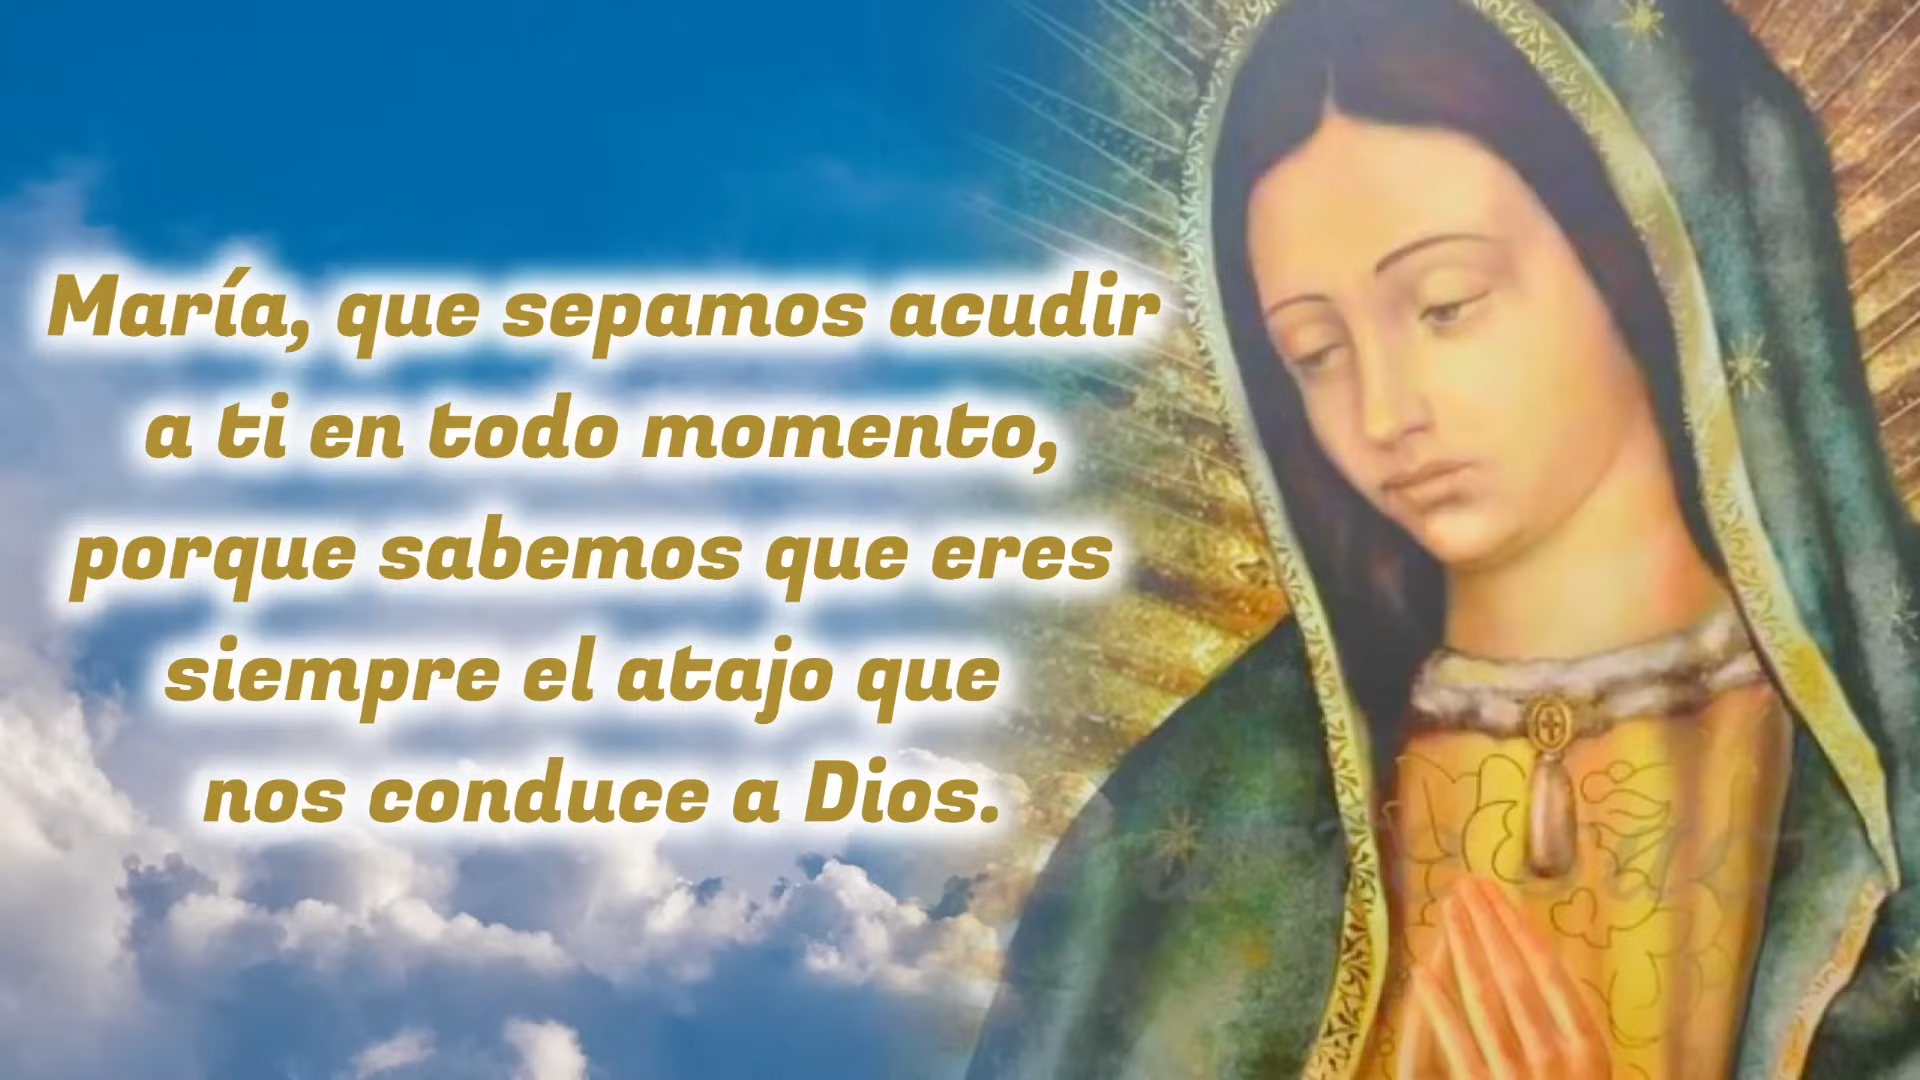 María, que sepamos acudir
a ti en todo momento,
porque sabemos que eres
siempre el atajo que
nos conduce a Dios.